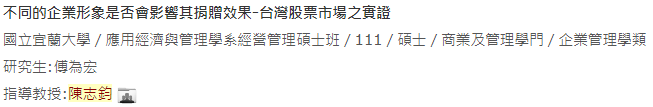 不同的企業形象是否會影響其捐贈效果-台灣股票市場之實證
國立宜蘭大學 / 應用經濟與管理學系經營管理碩士班 / 111 / 碩士 / 商業及管理學門 / 企業管理學類
研究生:傅為宏
指導教授:陳志鈞